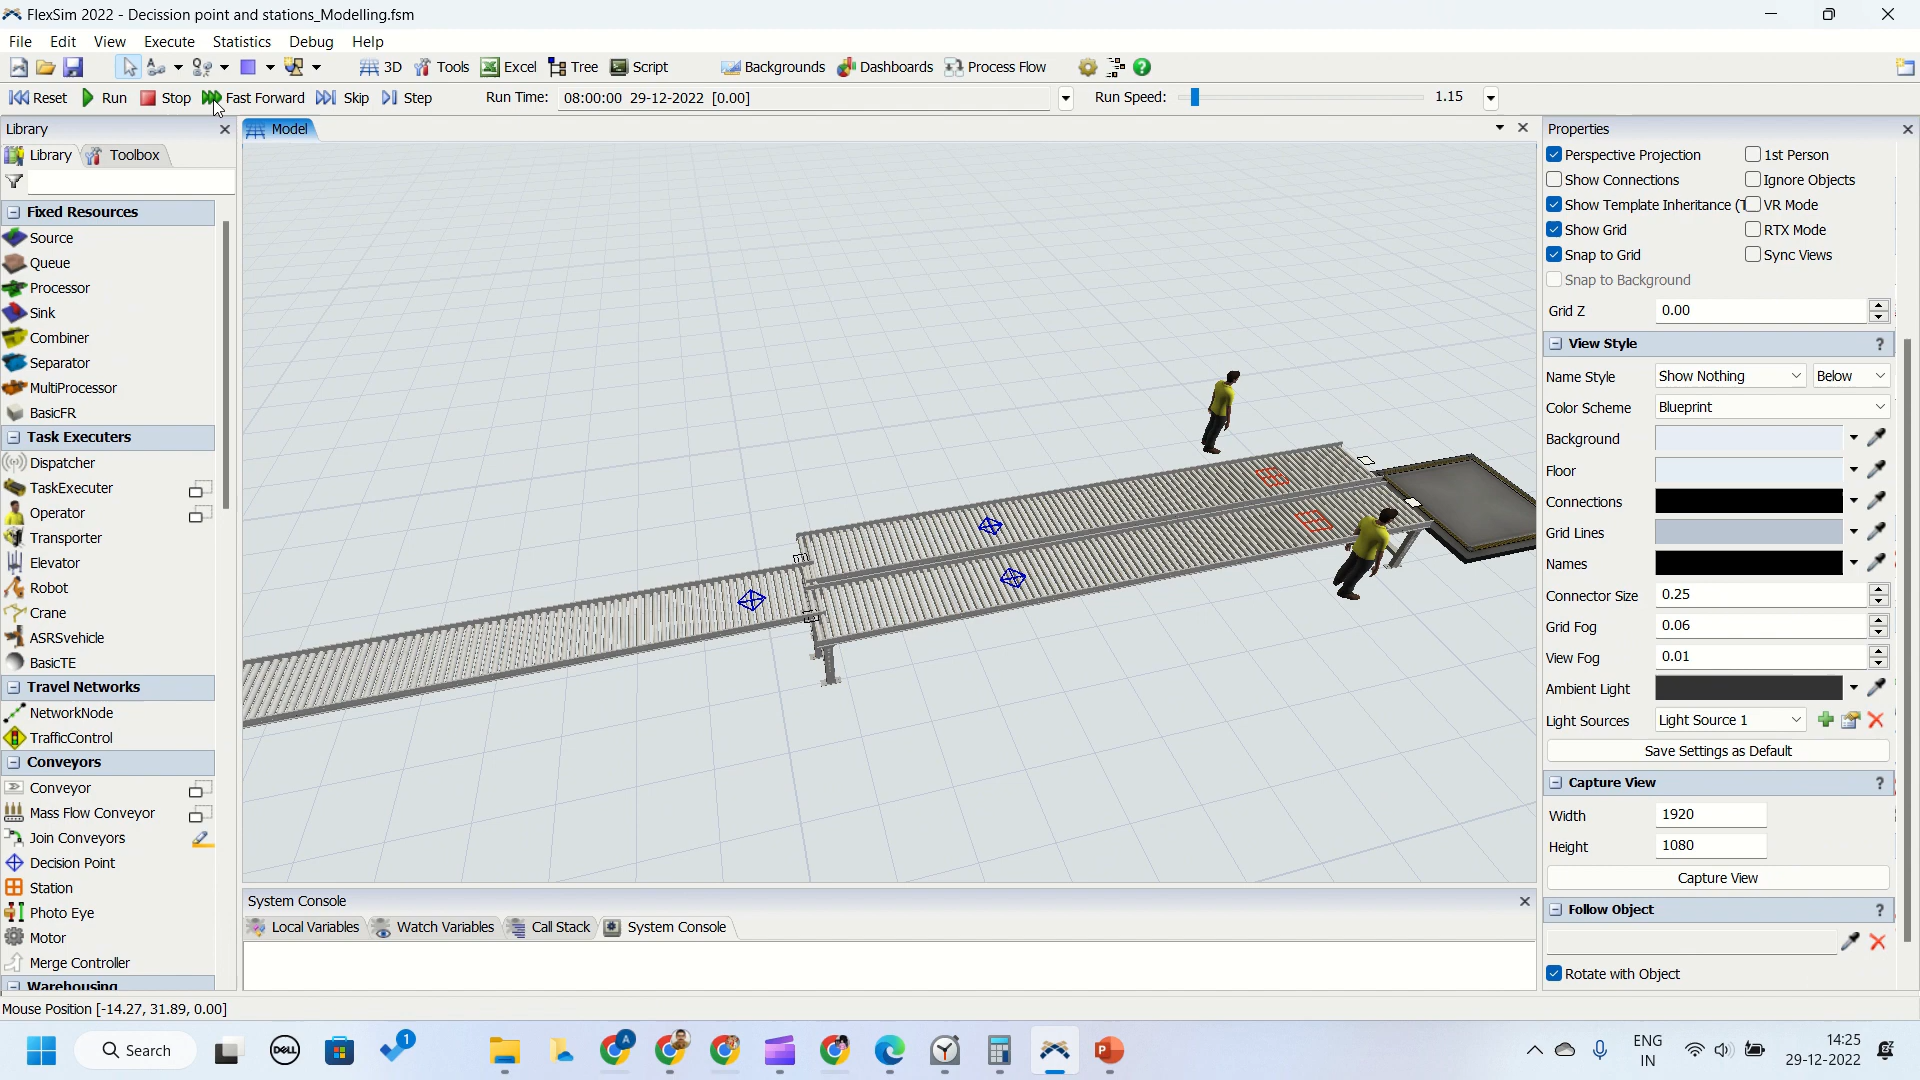 FlexSim 2022 - Decission point and stations_Modelling.fsm
File Edit View Execute Statistics Debug Help
3D Tools Excel Tree Script Backgrounds Dashboards Process Flow
Reset Run Stop Fast Forward Skip Step Run Time: 08:00:00 29-12-2022 [0.00] Run Speed: 1.15
Library
Library Toolbox
Fixed Resources
Source
Queue
Processor
Sink
Combiner
Separator
MultiProcessor
BasicFR
Task Executers
Dispatcher
TaskExecuter
Operator
Transporter
Elevator
Robot
Crane
ASRSvehicle
BasicTE
Travel Networks
NetworkNode
TrafficControl
Conveyors
Conveyor
Mass Flow Conveyor
Join Conveyors
Decision Point
Station
Photo Eye
Motor
Merge Controller
Warehousing
Model
System Console
Local Variables Watch Variables Call Stack System Console
Properties
Perspective Projection 1st Person
Show Connections Ignore Objects
Show Template Inheritance (T VR Mode
Show Grid RTX Mode
Snap to Grid Sync Views
Snap to Background
Grid Z 0.00
View Style ?
Name Style Show Nothing Below
Color Scheme Blueprint
Background
Floor
Connections
Grid Lines
Names
Connector Size 0.25
Grid Fog 0.06
View Fog 0.01
Ambient Light
Light Sources Light Source 1
Save Settings as Default
Capture View ?
Width 1920
Height 1080
Capture View
Follow Object ?
Rotate with Object
Mouse Position [-14.27, 31.89, 0.00]
Search
DELL
1
A
ENG
IN
14:25
29-12-2022